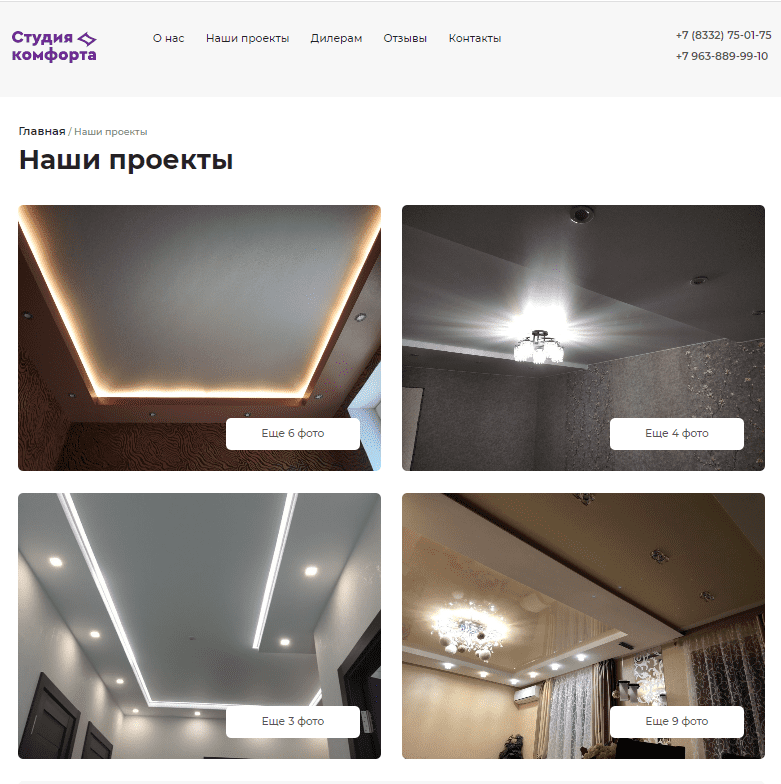 Студия
комфорта
О нас Наши проекты Дилерам Отзывы Контакты
+7 (8332) 75-01-75
+7 963-889-99-10
Главная / Наши проекты
Наши проекты
Еще 6 фото
Еще 4 фото
Еще 3 фото
Еще 9 фото